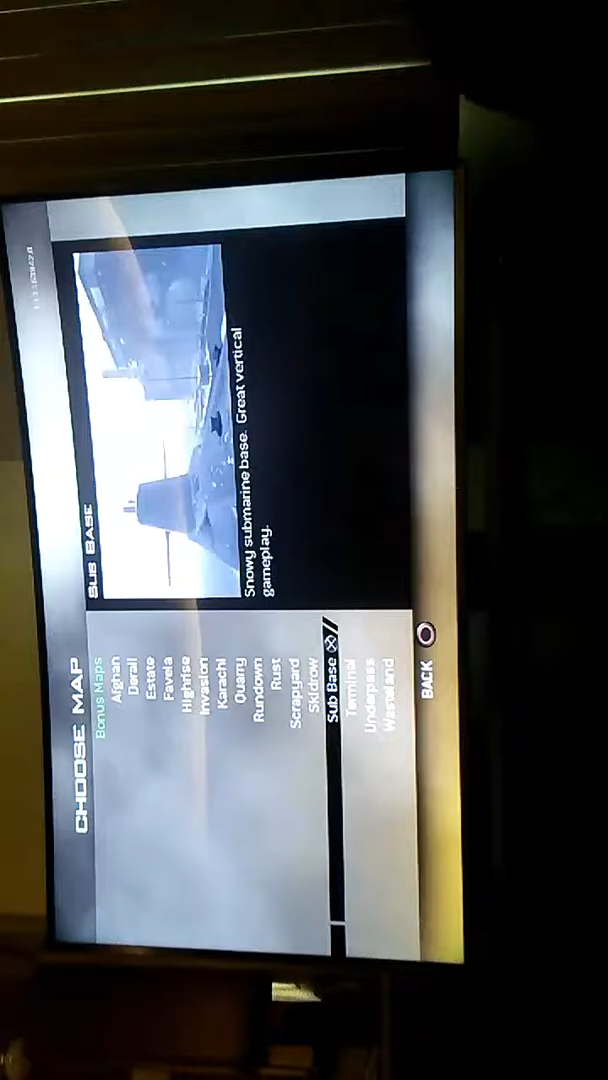 CHOOSE MAP
Bonus Maps
Afghan
Derail
Estate
Favela
Highrise
Invasion
Karachi
Quarry
Rundown
Rust
Scrapyard
Skidrow
Sub Base
Terminal
Underpass
Wasteland
SUB BASE
Snowy submarine base. Great vertical
gameplay.
BACK